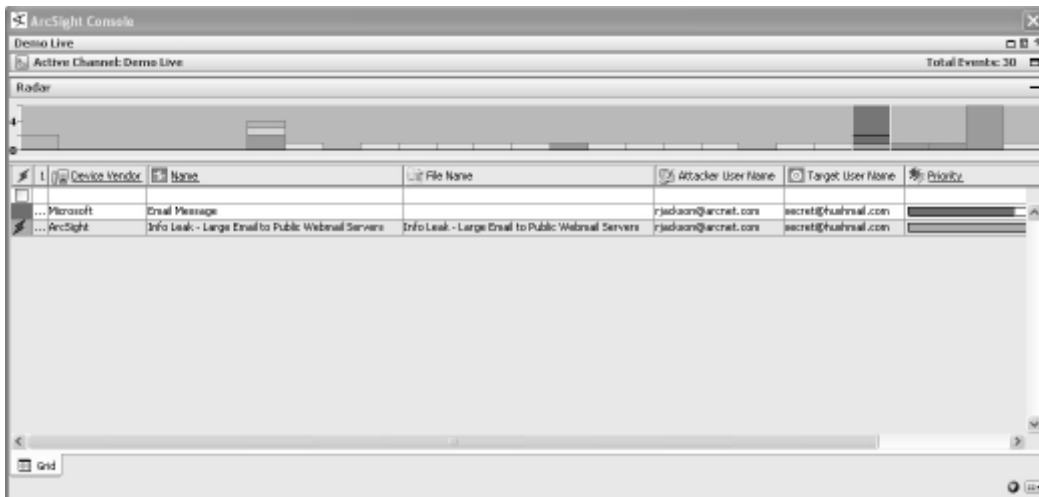 ArcSight Console
Demo Live
Active Channel: Demo Live Total Events: 30
Radar
4
0
Device Vendor Name File Name Attacker User Name Target User Name Priority
... Microsoft Email Message rjackson@arcnet.com secret@hushmail.com
... ArcSight Info Leak - Large Email to Public Webmail Servers Info Leak - Large Email to Public Webmail Servers rjackson@arcnet.com secret@hushmail.com
Grid